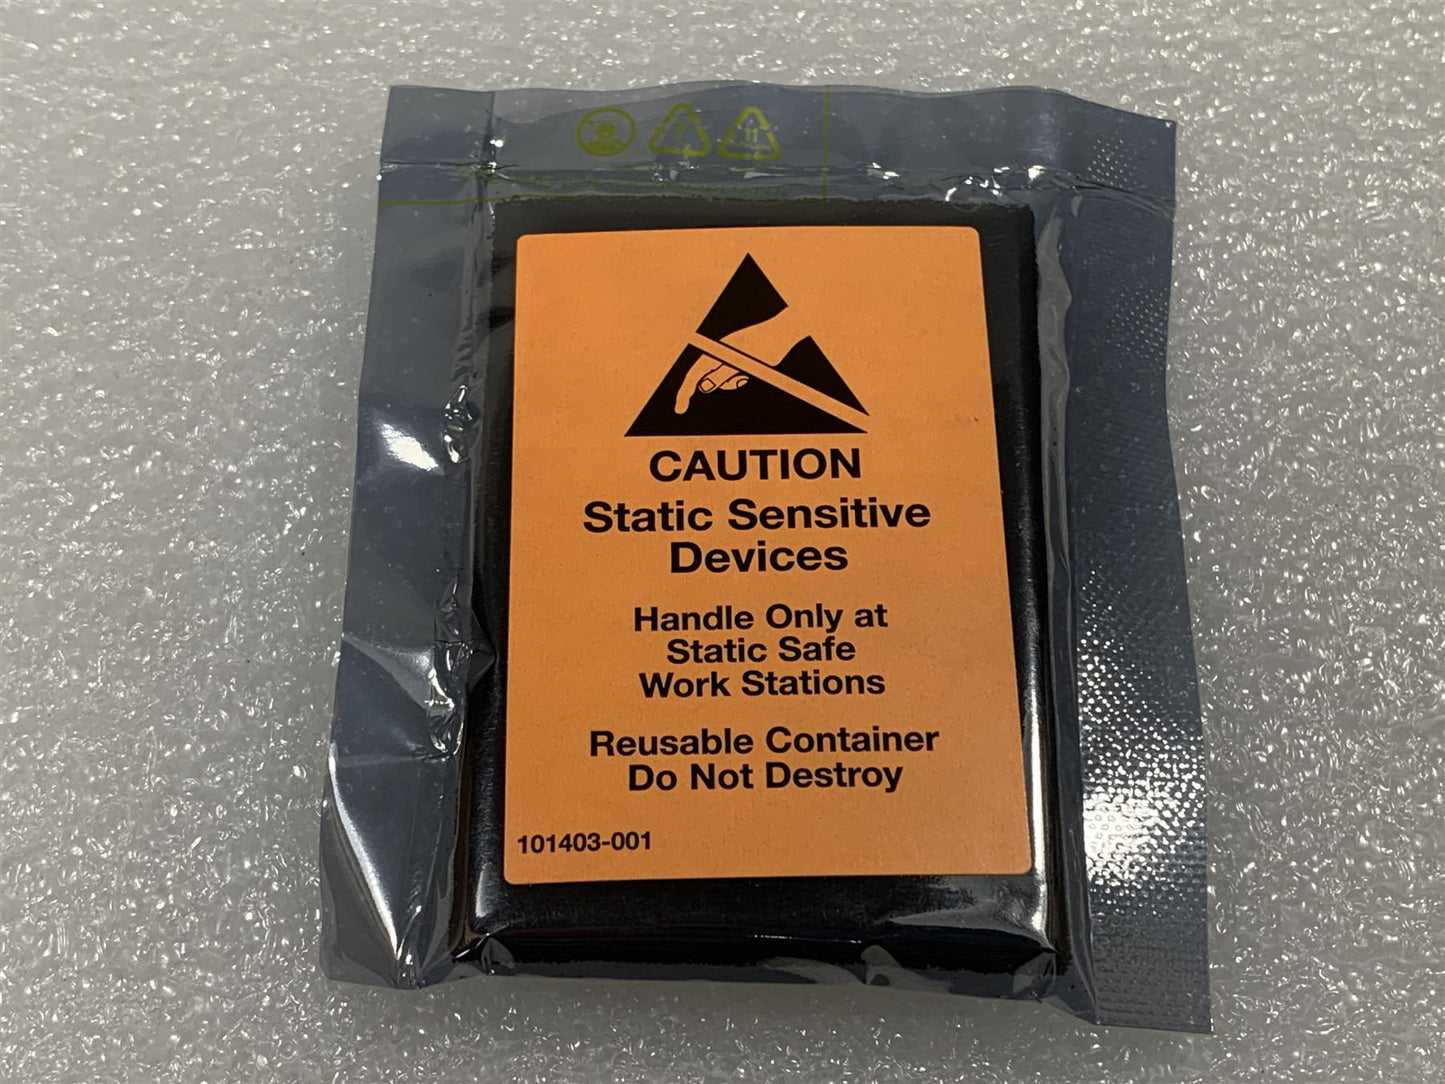 CAUTION
Static Sensitive
Devices
Handle Only at
Static Safe
Work Stations
Reusable Container
Do Not Destroy
101403-001